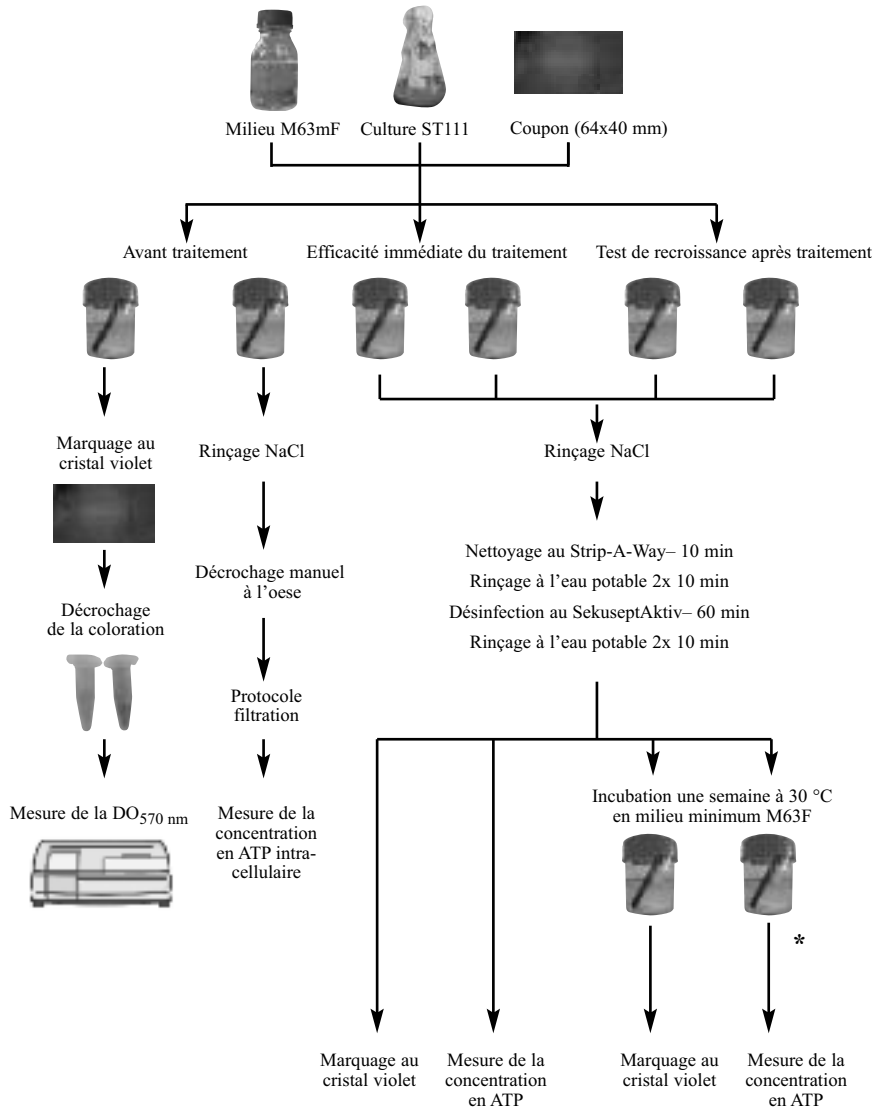 Milieu M63mF
Culture ST111
Coupon (64x40 mm)
Avant traitement
Efficacité immédiate du traitement
Test de recroissance après traitement
Marquage au
cristal violet
Rinçage NaCl
Rinçage NaCl
Décrochage manuel
à l’oese
Nettoyage au Strip-A-Way– 10 min
Rinçage à l’eau potable 2x 10 min
Désinfection au SekuseptAktiv– 60 min
Rinçage à l’eau potable 2x 10 min
Décrochage
de la coloration
Protocole
filtration
Mesure de la DO570 nm
Mesure de la
concentration
en ATP intra-
cellulaire
Incubation une semaine à 30 °C
en milieu minimum M63F
*
Marquage au
cristal violet
Mesure de la
concentration
en ATP
Marquage au
cristal violet
Mesure de la
concentration
en ATP